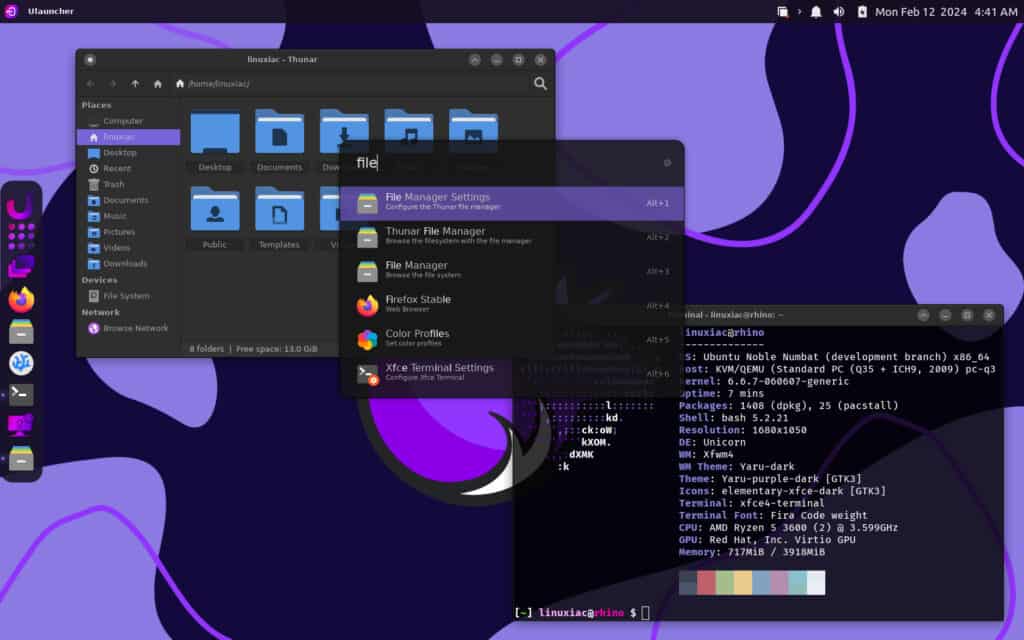 Ulauncher
Mon Feb 12 2024 4:41 AM
linuxiac - Thunar
/home/linuxiac/
Places
Computer
linuxiac
Desktop
Recent
Trash
Documents
Music
Pictures
Videos
Downloads
Devices
File System
Network
Browse Network
Desktop
Documents
Public
Templates
8 folders | Free space: 13.0 GiB
file
File Manager Settings
Configure the Thunar file manager
Alt+1
Thunar File Manager
Browse the filesystem with the file manager
Alt+2
File Manager
Browse the file system
Alt+3
Firefox Stable
Web Browser
Alt+4
Color Profiles
Set color profiles
Alt+5
Xfce Terminal Settings
Configure Xfce Terminal
Alt+6
minal - linuxiac@rhino: ~
linuxiac@rhino
--------------
OS: Ubuntu Noble Numbat (development branch) x86_64
Host: KVM/QEMU (Standard PC (Q35 + ICH9, 2009) pc-q3
Kernel: 6.6.7-060607-generic
Uptime: 7 mins
Packages: 1408 (dpkg), 25 (pacstall)
Shell: bash 5.2.21
Resolution: 1680x1050
DE: Unicorn
WM: Xfwm4
WM Theme: Yaru-dark
Theme: Yaru-purple-dark [GTK3]
Icons: elementary-xfce-dark [GTK3]
Terminal: xfce4-terminal
Terminal Font: Fira Code weight
CPU: AMD Ryzen 5 3600 (2) @ 3.599GHz
GPU: Red Hat, Inc. Virtio GPU
Memory: 717MiB / 3918MiB
[~] linuxiac@rhino $